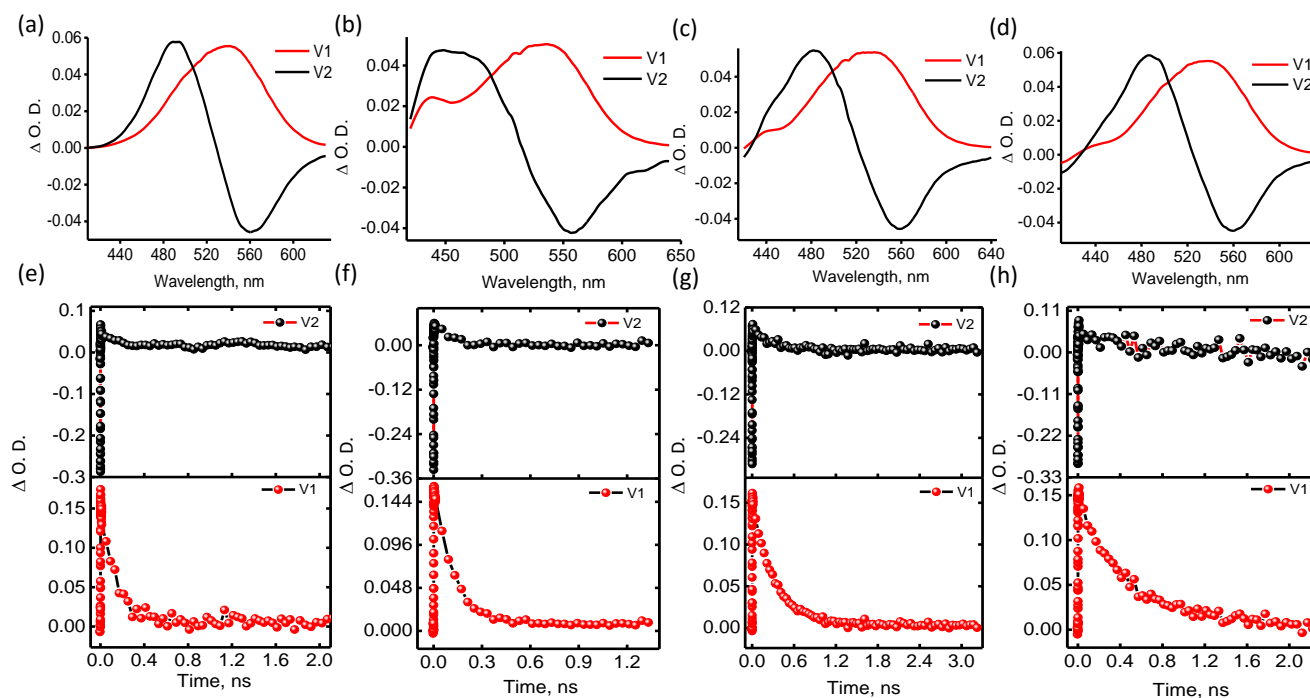 (a)
0.06
0.04
0.02
0.00
-0.02
-0.04
Δ O. D.
V1
V2
440 480 520 560 600
Wavelength, nm
(b)
0.04
0.02
0.00
-0.02
-0.04
Δ O. D.
V1
V2
450 500 550 600 650
Wavelength, nm
(c)
0.04
0.02
0.00
-0.02
-0.04
Δ O. D.
V1
V2
440 480 520 560 600 640
Wavelength, nm
(d)
0.06
0.04
0.02
0.00
-0.02
-0.04
Δ O. D.
V1
V2
440 480 520 560 600
Wavelength, nm
(e)
0.1
0.0
-0.1
-0.2
-0.3
V2
Δ O. D.
0.15
0.10
0.05
0.00
V1
0.0 0.4 0.8 1.2 1.6 2.0
Time, ns
(f)
0.00
-0.12
-0.24
-0.36
V2
Δ O. D.
0.144
0.096
0.048
0.000
V1
0.0 0.3 0.6 0.9 1.2
Time, ns
(g)
0.12
0.00
-0.12
-0.24
V2
Δ O. D.
0.15
0.10
0.05
0.00
V1
0.0 0.6 1.2 1.8 2.4 3.0
Time, ns
(h)
0.11
0.00
-0.11
-0.22
-0.33
V2
Δ O. D.
0.15
0.10
0.05
0.00
V1
0.0 0.4 0.8 1.2 1.6 2.0
Time, ns